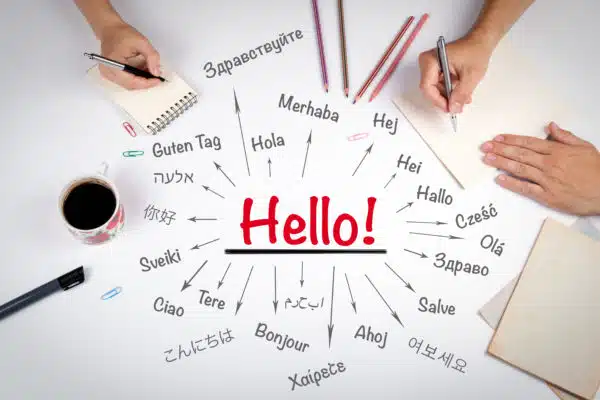 Здравствуйте
Merhaba
Hej
Guten Tag
Hola
Hei
Hallo
你好
Hello!
Cześć
Olá
Sveiki
Здраво
Ciao
Tere
Salve
こんにちは
Bonjour
Ahoj
여보세요
Χαίρετε